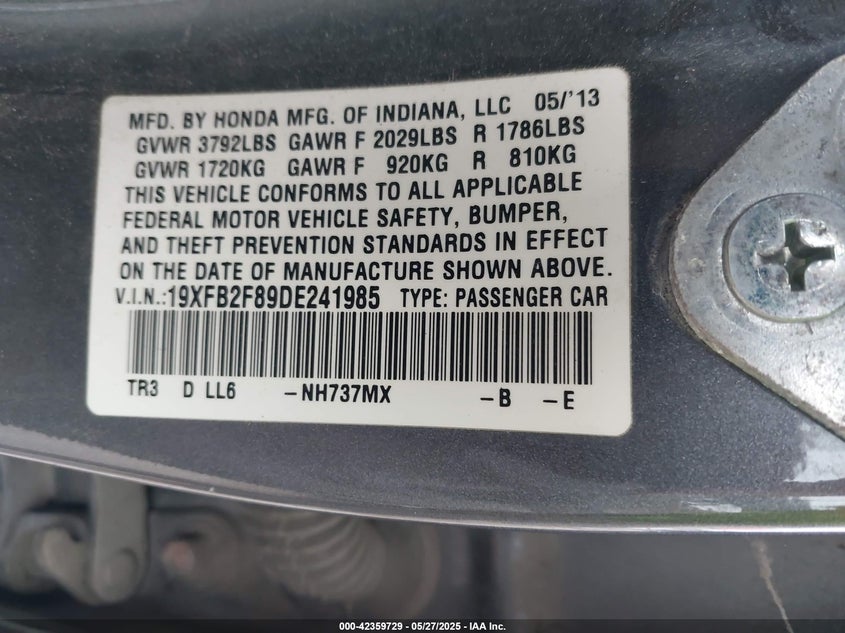 MFD. BY HONDA MFG. OF INDIANA, LLC 05/'13
GVWR 3792LBS GAWR F 2029LBS R 1786LBS
GVWR 1720KG GAWR F 920KG R 810KG
THIS VEHICLE CONFORMS TO ALL APPLICABLE
FEDERAL MOTOR VEHICLE SAFETY, BUMPER,
AND THEFT PREVENTION STANDARDS IN EFFECT
ON THE DATE OF MANUFACTURE SHOWN ABOVE.
V.I.N.:19XFB2F89DE241985 TYPE: PASSENGER CAR
TR3 D LL6 -NH737MX -B -E
000-42359729 - 05/27/2025 - IAA Inc.